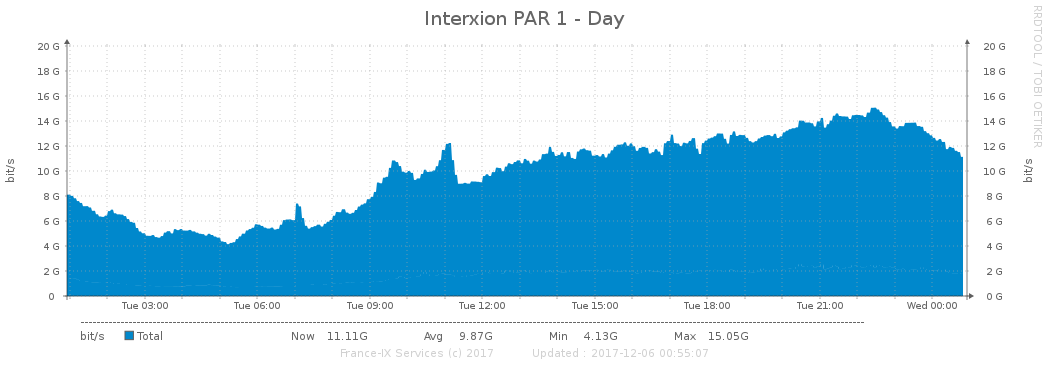 Interxion PAR 1 - Day
RRDTOOL / TOBI OETIKER
20 G 20 G
18 G 18 G
16 G 16 G
14 G 14 G
12 G 12 G
10 G 10 G
8 G 8 G
6 G 6 G
4 G 4 G
2 G 2 G
0 0 G
bit/s
bit/s
Tue 03:00 Tue 06:00 Tue 09:00 Tue 12:00 Tue 15:00 Tue 18:00 Tue 21:00 Wed 00:00
bit/s Total Now 11.11G Avg 9.87G Min 4.13G Max 15.05G
France-IX Services (c) 2017 Updated : 2017-12-06 00:55:07